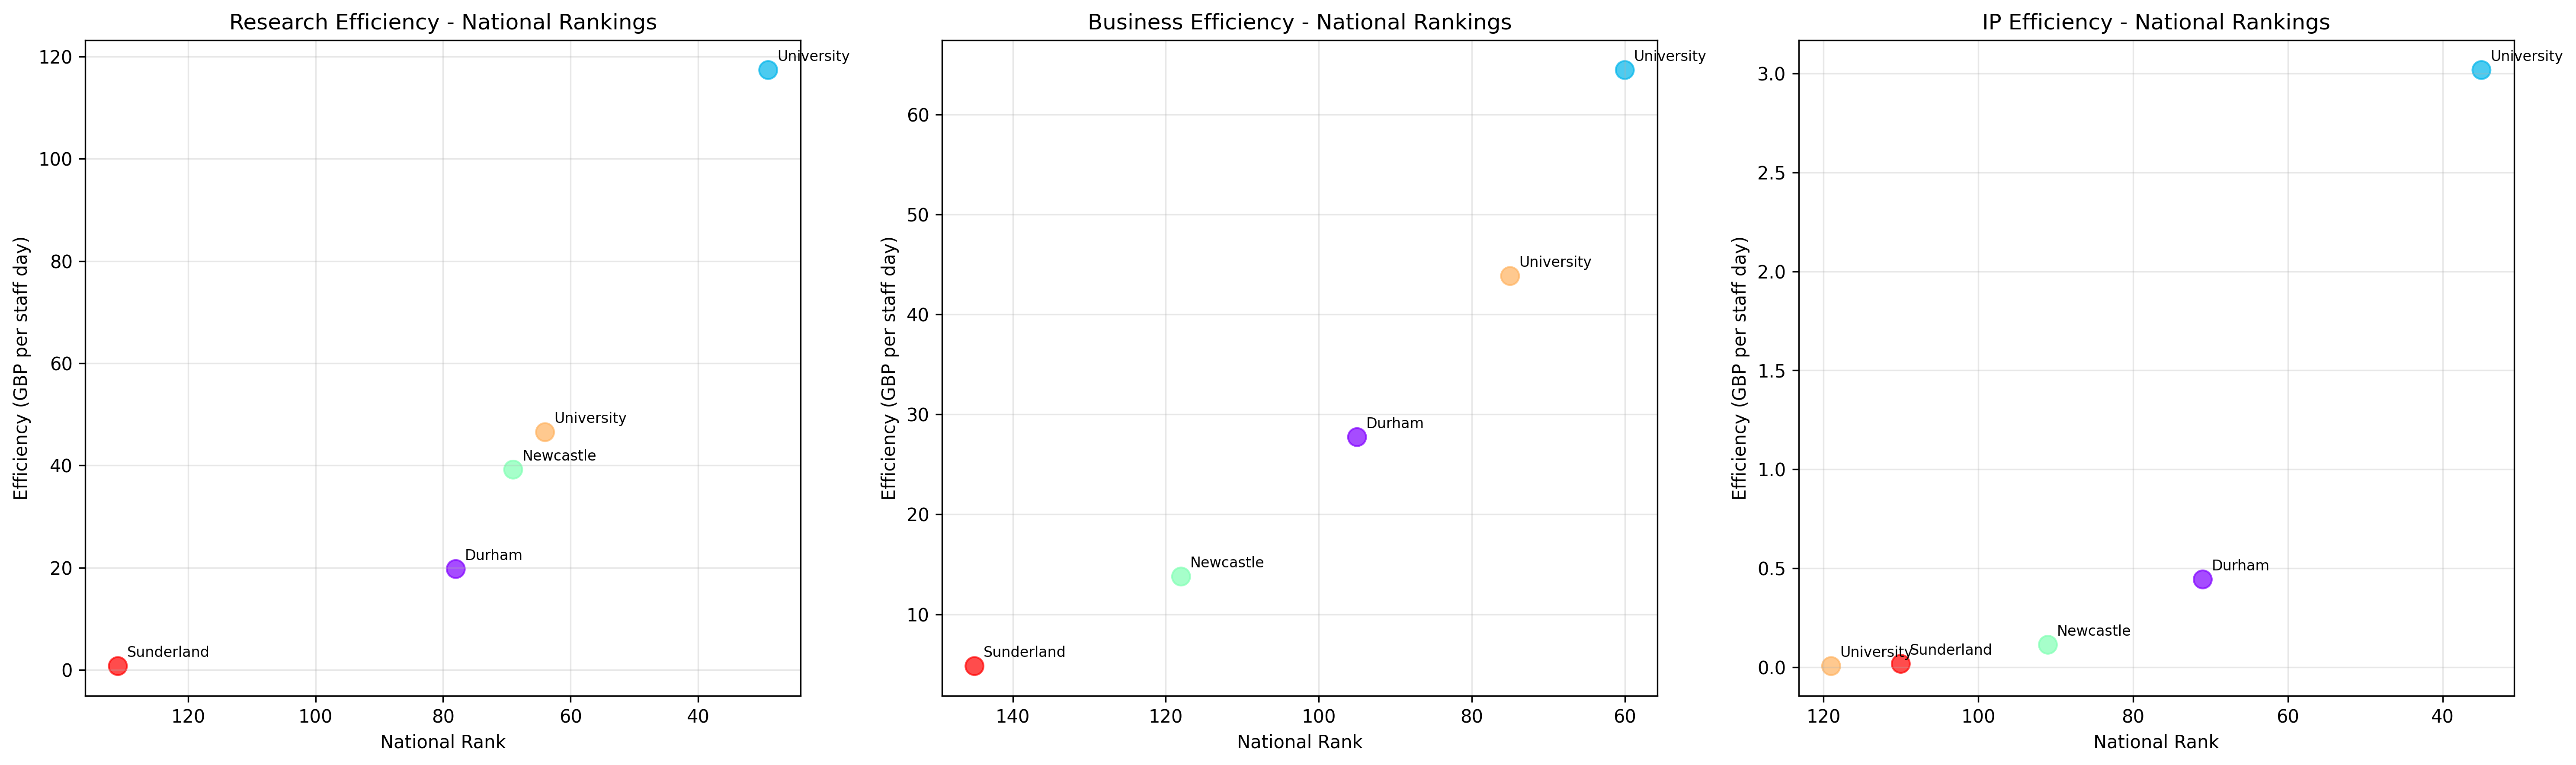 Research Efficiency - National Rankings
Efficiency (GBP per staff day)
120
100
80
60
40
20
0
University
University
Newcastle
Durham
Sunderland
120
100
80
60
40
National Rank
Business Efficiency - National Rankings
Efficiency (GBP per staff day)
60
50
40
30
20
10
University
University
Durham
Newcastle
Sunderland
140
120
100
80
60
National Rank
IP Efficiency - National Rankings
Efficiency (GBP per staff day)
3.0
2.5
2.0
1.5
1.0
0.5
0.0
University
Durham
Newcastle
University
Sunderland
120
100
80
60
40
National Rank